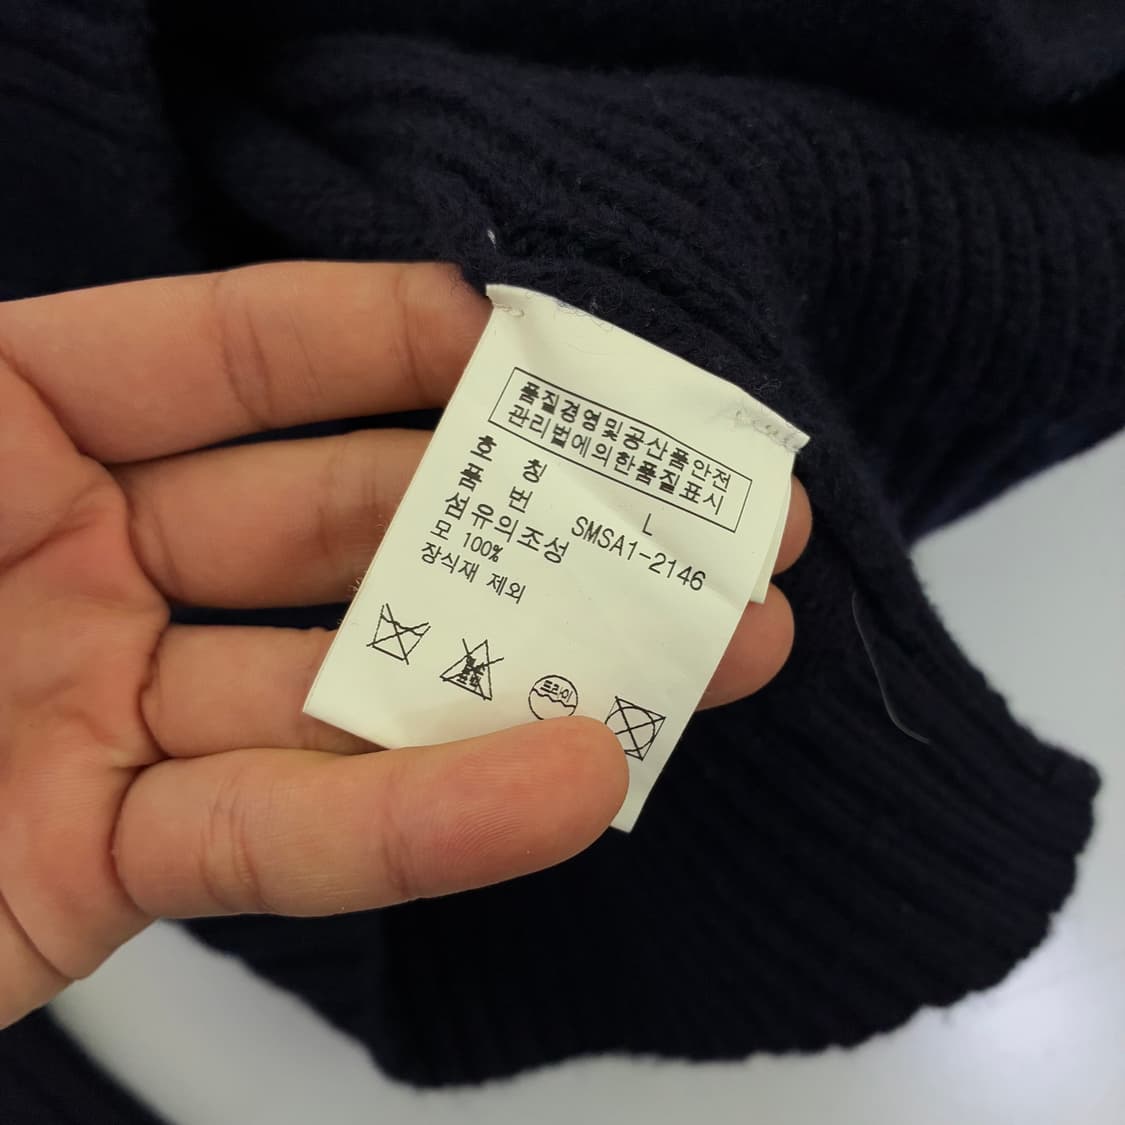 품질경영및공산품안전
관리법에의한품질표시
호 칭 L
품 번 SMSA1-2146
섬유의조성
모 100%
장식재 제외
드라이